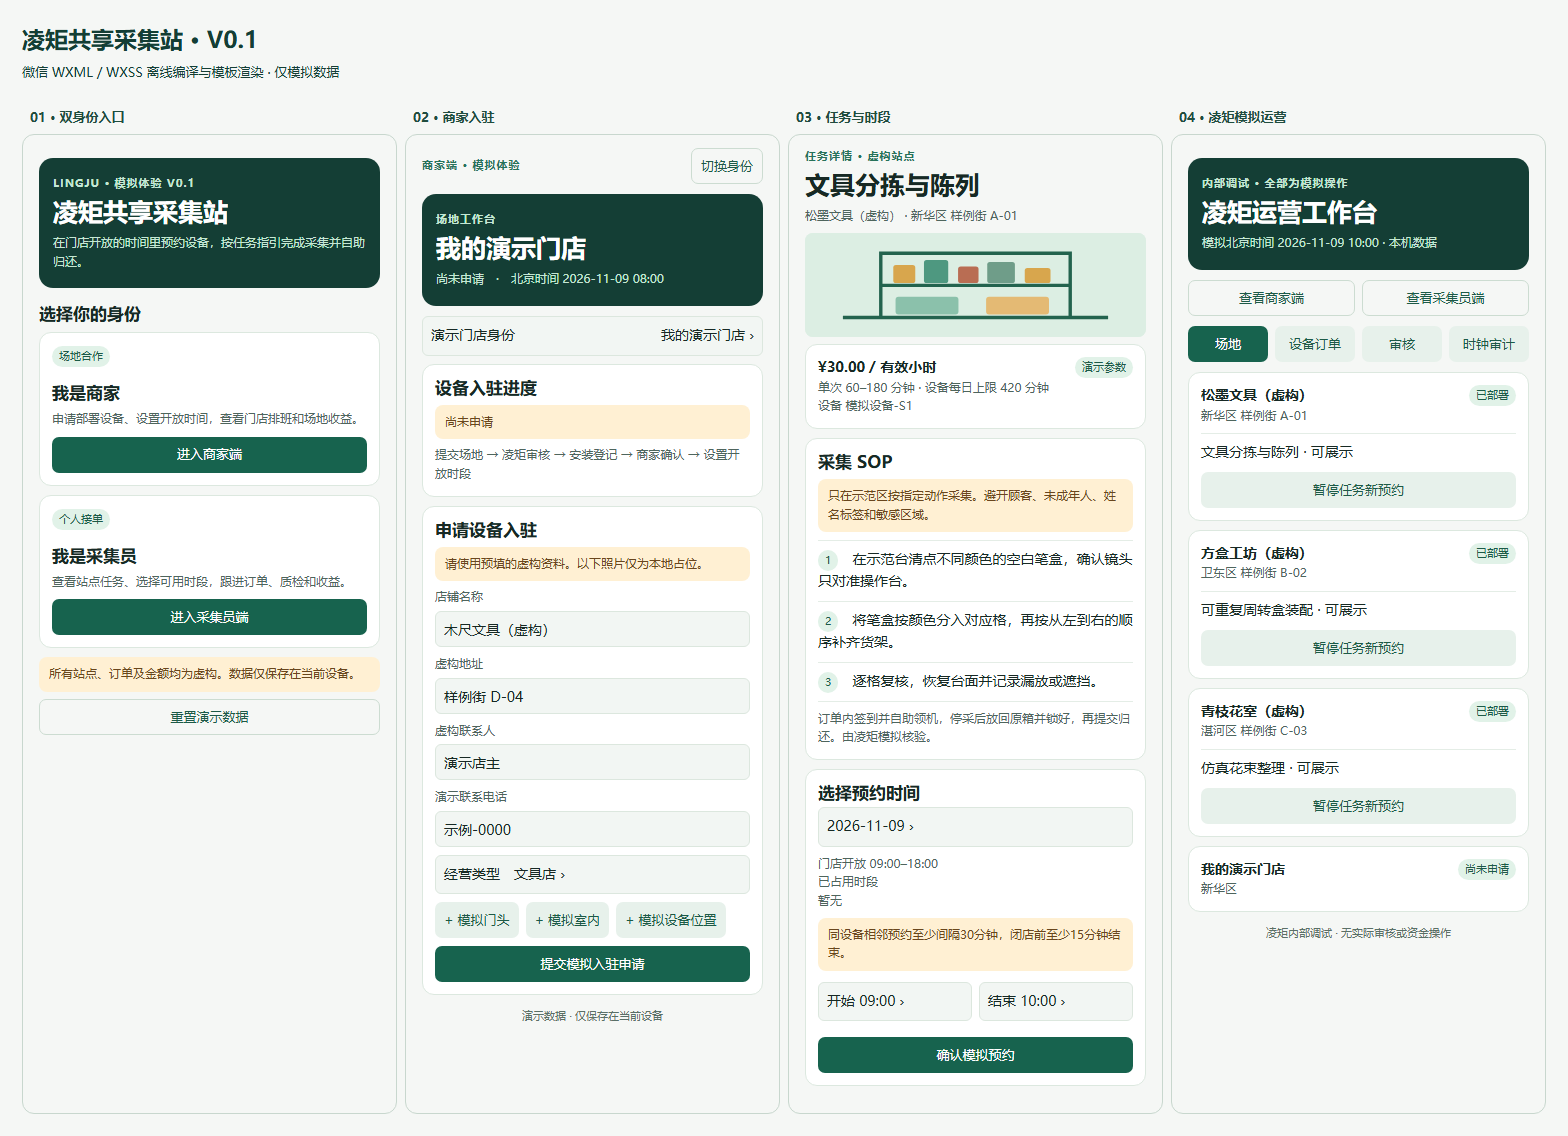 凌矩共享采集站 • V0.1
微信 WXML / WXSS 离线编译与模板渲染 · 仅模拟数据
01 • 双身份入口
LINGJU • 模拟体验 V0.1
凌矩共享采集站
在门店开放的时间里预约设备，按任务指引完成采集并自助
归还。
选择你的身份
场地合作
我是商家
申请部署设备、设置开放时间，查看门店排班和场地收益。
进入商家端
个人接单
我是采集员
查看站点任务、选择可用时段，跟进订单、质检和收益。
进入采集员端
所有站点、订单及金额均为虚构。数据仅保存在当前设备。
重置演示数据
02 • 商家入驻
商家端 • 模拟体验
切换身份
场地工作台
我的演示门店
尚未申请 · 北京时间 2026-11-09 08:00
演示门店身份
我的演示门店 ›
设备入驻进度
尚未申请
提交场地 → 凌矩审核 → 安装登记 → 商家确认 → 设置开
放时段
申请设备入驻
请使用预填的虚构资料。以下照片仅为本地占位。
店铺名称
木尺文具（虚构）
虚构地址
样例街 D-04
虚构联系人
演示店主
演示联系电话
示例-0000
经营类型 文具店 ›
+ 模拟门头
+ 模拟室内
+ 模拟设备位置
提交模拟入驻申请
演示数据 · 仅保存在当前设备
03 • 任务与时段
任务详情 • 虚构站点
文具分拣与陈列
松墨文具（虚构） · 新华区 样例街 A-01
¥30.00 / 有效小时
演示参数
单次 60–180 分钟 · 设备每日上限 420 分钟
设备 模拟设备-S1
采集 SOP
只在示范区按指定动作采集。避开顾客、未成年人、姓
名标签和敏感区域。
1 在示范台清点不同颜色的空白笔盒，确认镜头
只对准操作台。
2 将笔盒按颜色分入对应格，再按从左到右的顺
序补齐货架。
3 逐格复核，恢复台面并记录漏放或遮挡。
订单内签到并自助领机，停采后放回原箱并锁好，再提交归
还。由凌矩模拟核验。
选择预约时间
2026-11-09 ›
门店开放 09:00–18:00
已占用时段
暂无
同设备相邻预约至少间隔30分钟，闭店前至少15分钟结
束。
开始 09:00 ›
结束 10:00 ›
确认模拟预约
04 • 凌矩模拟运营
内部调试 • 全部为模拟操作
凌矩运营工作台
模拟北京时间 2026-11-09 10:00 · 本机数据
查看商家端
查看采集员端
场地
设备订单
审核
时钟审计
松墨文具（虚构）
已部署
新华区 样例街 A-01
文具分拣与陈列 · 可展示
暂停任务新预约
方盒工坊（虚构）
已部署
卫东区 样例街 B-02
可重复周转盒装配 · 可展示
暂停任务新预约
青枝花室（虚构）
已部署
湛河区 样例街 C-03
仿真花束整理 · 可展示
暂停任务新预约
我的演示门店
尚未申请
新华区
凌矩内部调试 · 无实际审核或资金操作